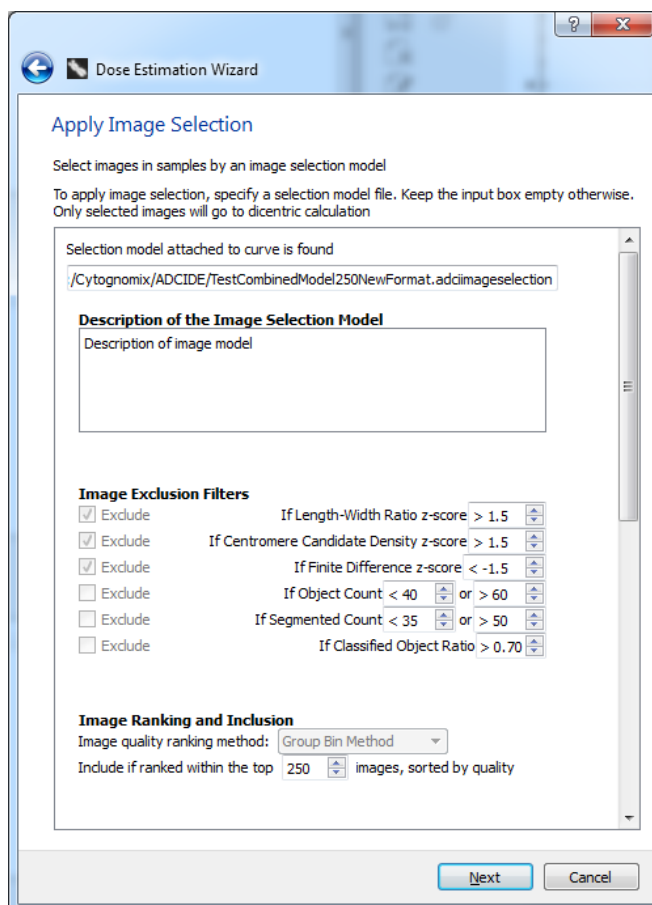 ?
Dose Estimation Wizard
Apply Image Selection
Select images in samples by an image selection model
To apply image selection, specify a selection model file. Keep the input box empty otherwise.
Only selected images will go to dicentric calculation
Selection model attached to curve is found
:/Cytognomix/ADCIDE/TestCombinedModel250NewFormat.adciimageselection
Description of the Image Selection Model
Description of image model
Image Exclusion Filters
Exclude If Length-Width Ratio z-score > 1.5
Exclude If Centromere Candidate Density z-score > 1.5
Exclude If Finite Difference z-score < -1.5
Exclude If Object Count < 40 or > 60
Exclude If Segmented Count < 35 or > 50
Exclude If Classified Object Ratio > 0.70
Image Ranking and Inclusion
Image quality ranking method: Group Bin Method
Include if ranked within the top 250 images, sorted by quality
Next Cancel